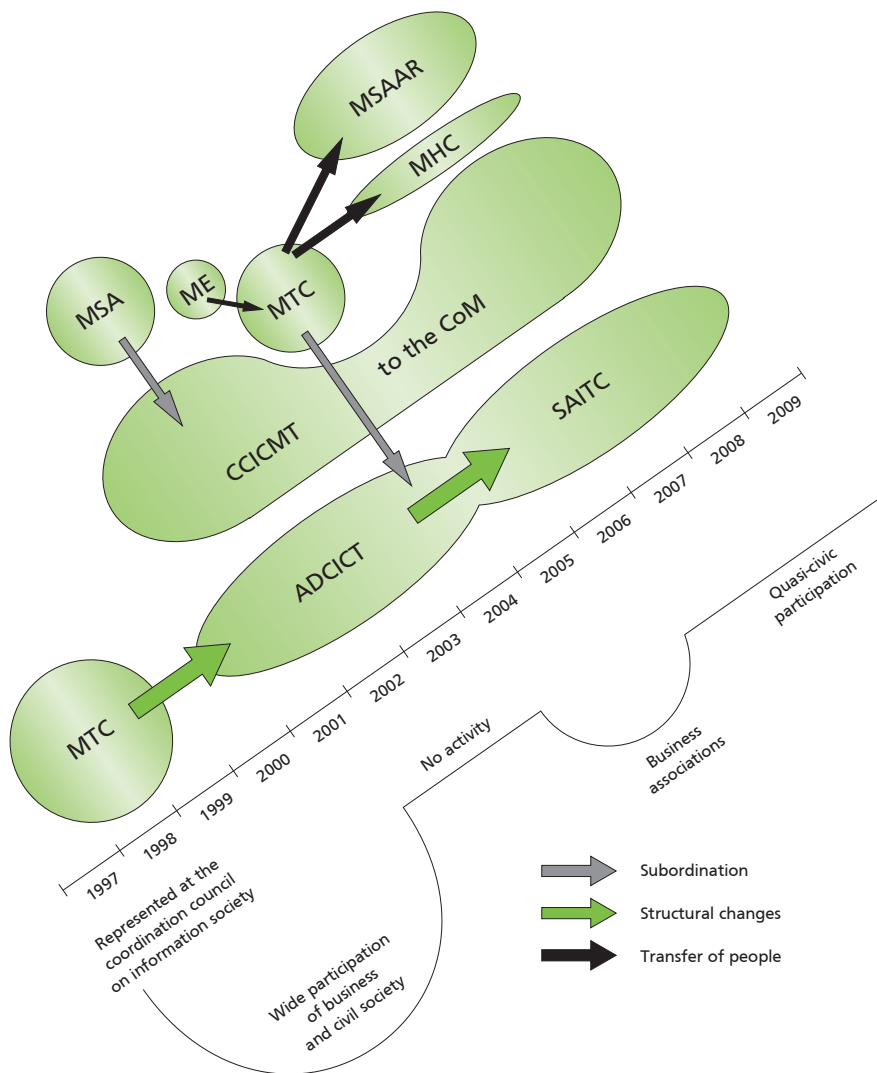 MSAAR
MHC
MSA
ME
MTC
to the CoM
CCICMT
SAITC
ADCICT
MTC
1997
1998
1999
2000
2001
2002
2003
2004
2005
2006
2007
2008
2009
Represented at the
coordination council
on information society
Wide participation
of business
and civil society
No activity
Business
associations
Quasi-civic
participation
Subordination
Structural changes
Transfer of people